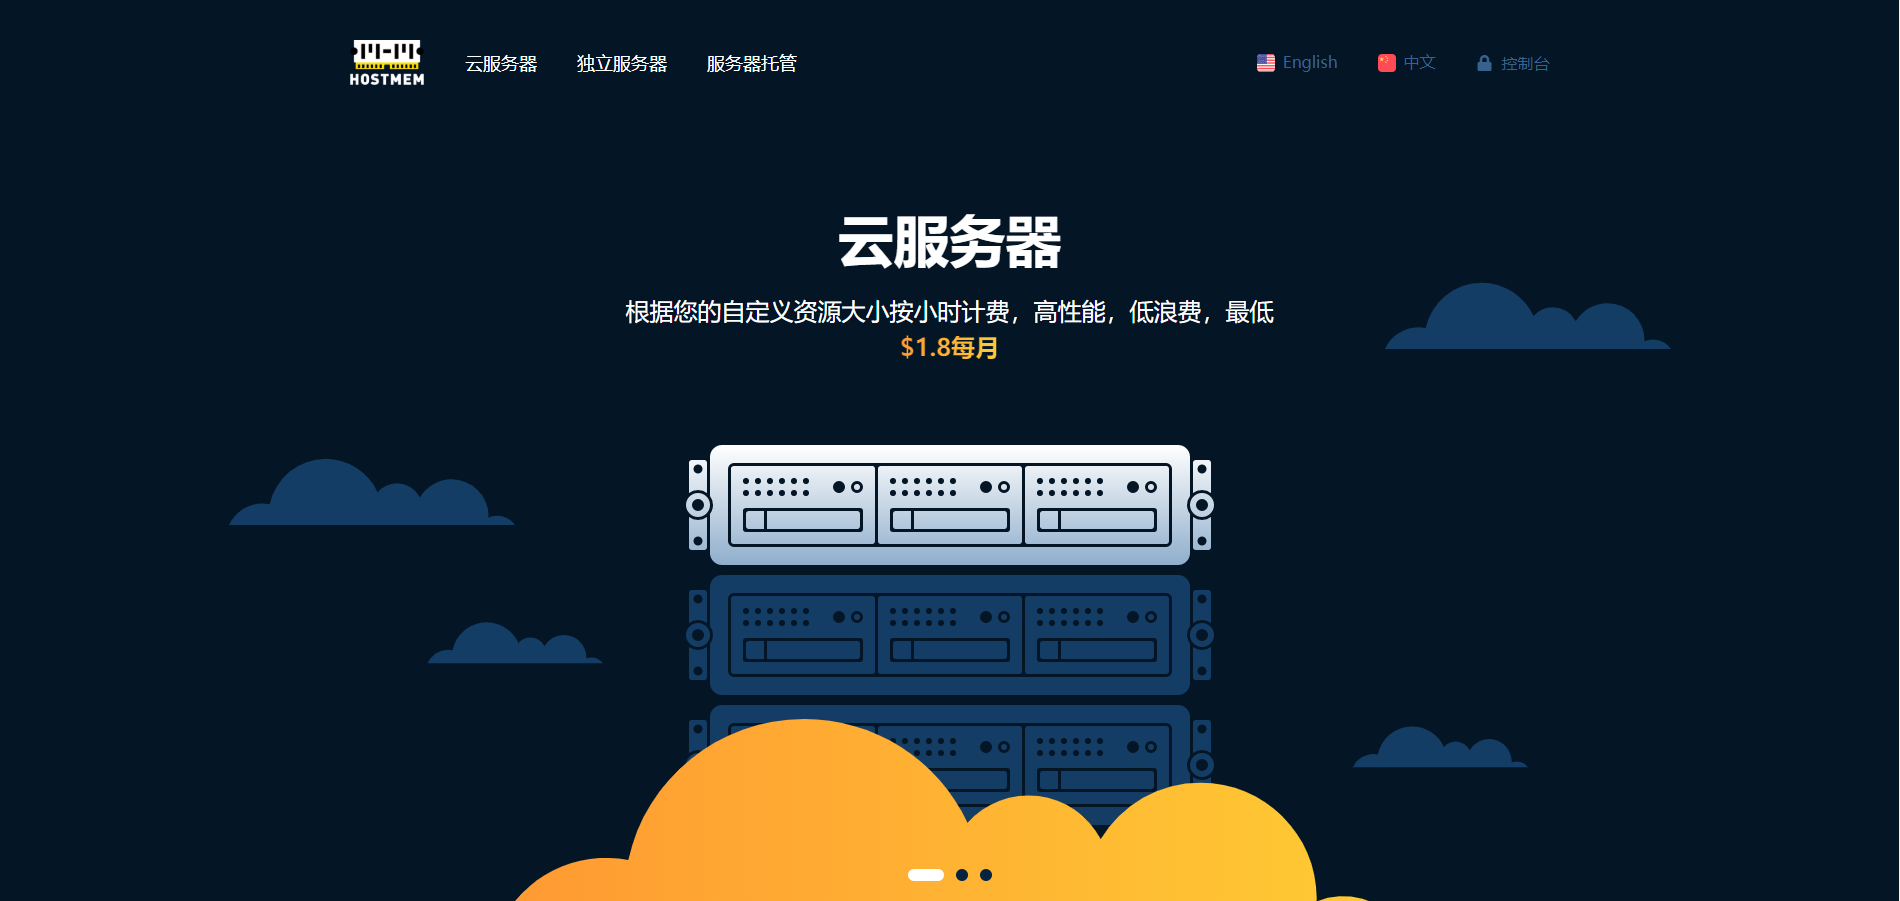 HOSTMEM
云服务器
独立服务器
服务器托管
English
中文
控制台
云服务器
根据您的自定义资源大小按小时计费，高性能，低浪费，最低
$1.8每月